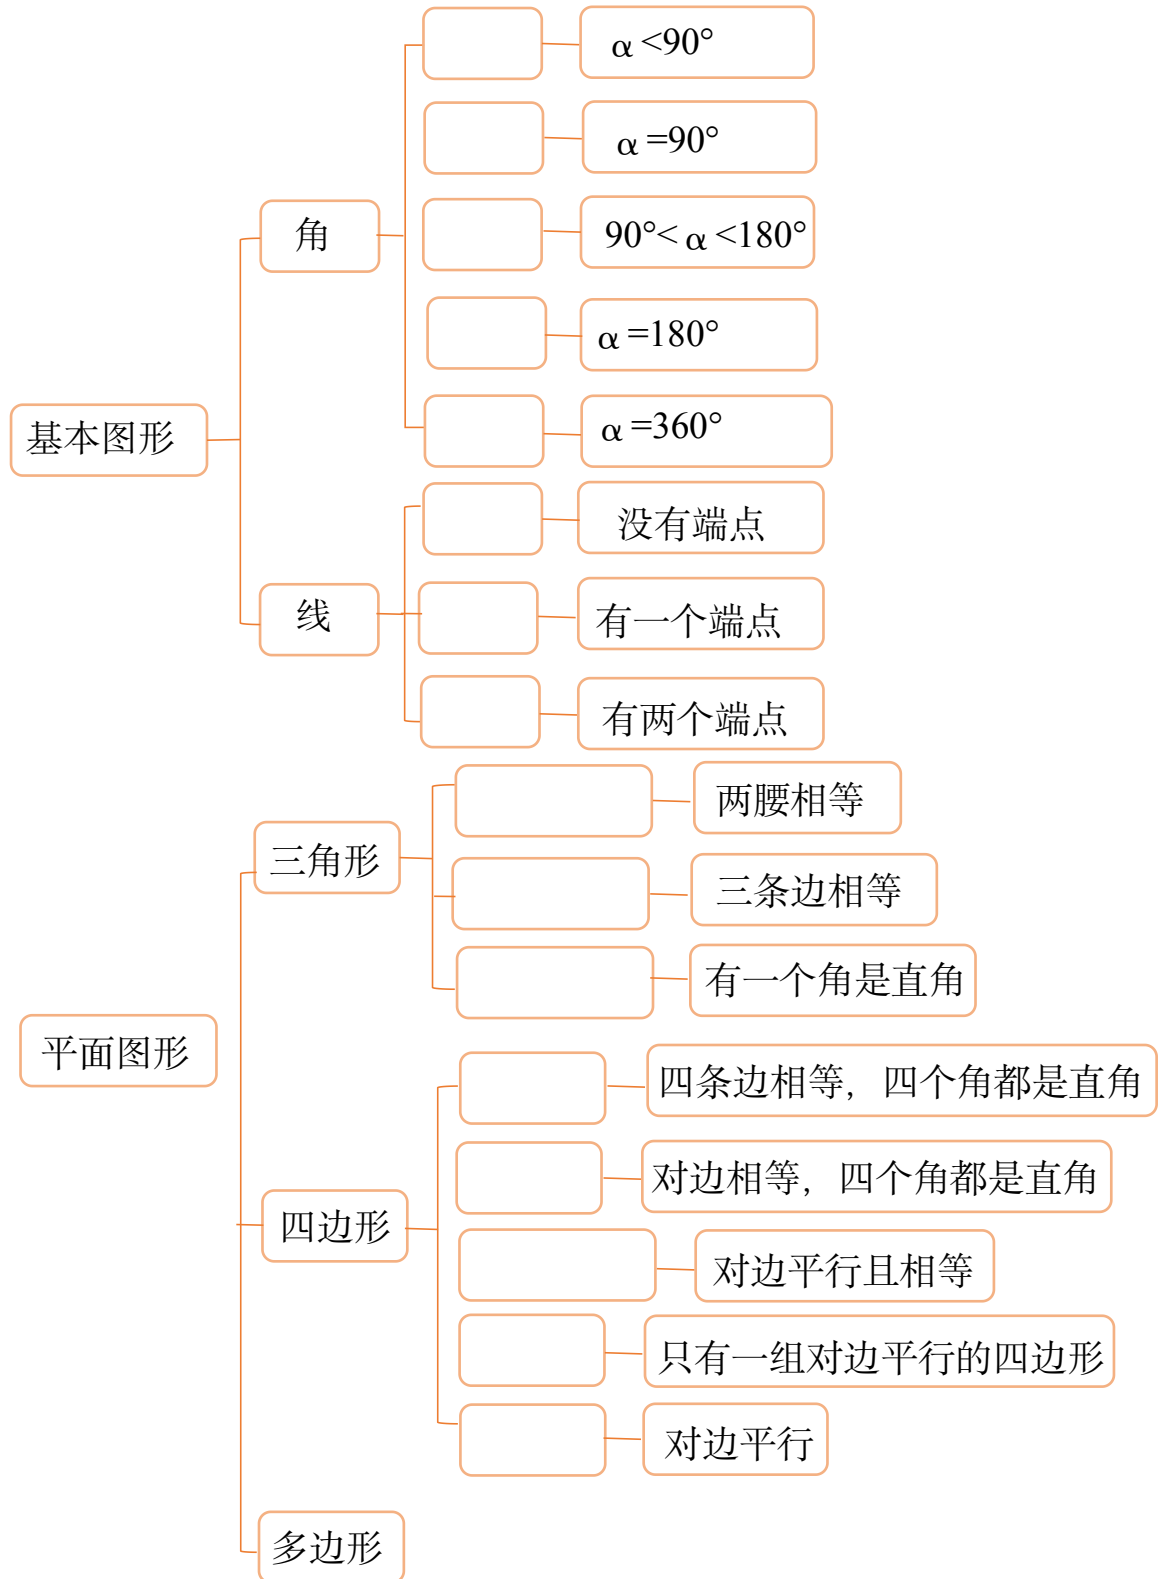 α<90°
α=90°
角
90°<α<180°
α=180°
基本图形
α=360°
没有端点
线
有一个端点
有两个端点
两腰相等
三角形
三条边相等
有一个角是直角
平面图形
四条边相等，四个角都是直角
对边相等，四个角都是直角
四边形
对边平行且相等
只有一组对边平行的四边形
对边平行
多边形